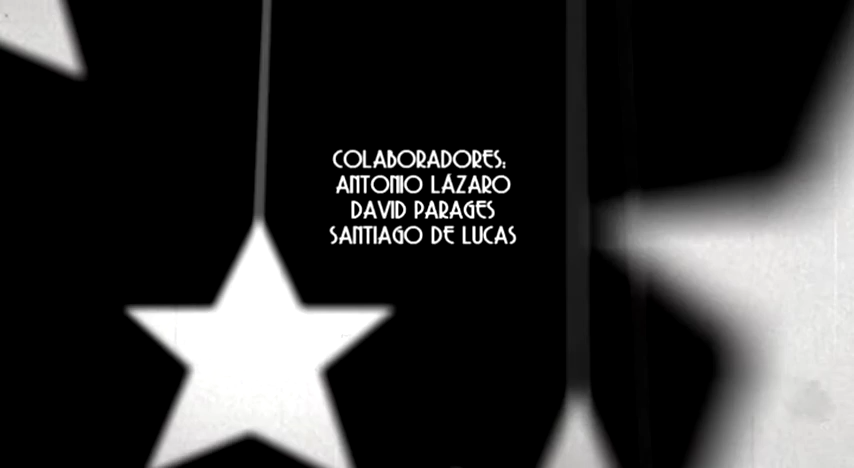 COLABORADORES:
ANTONIO LÁZARO
DAVID PARAGES
SANTIAGO DE LUCAS